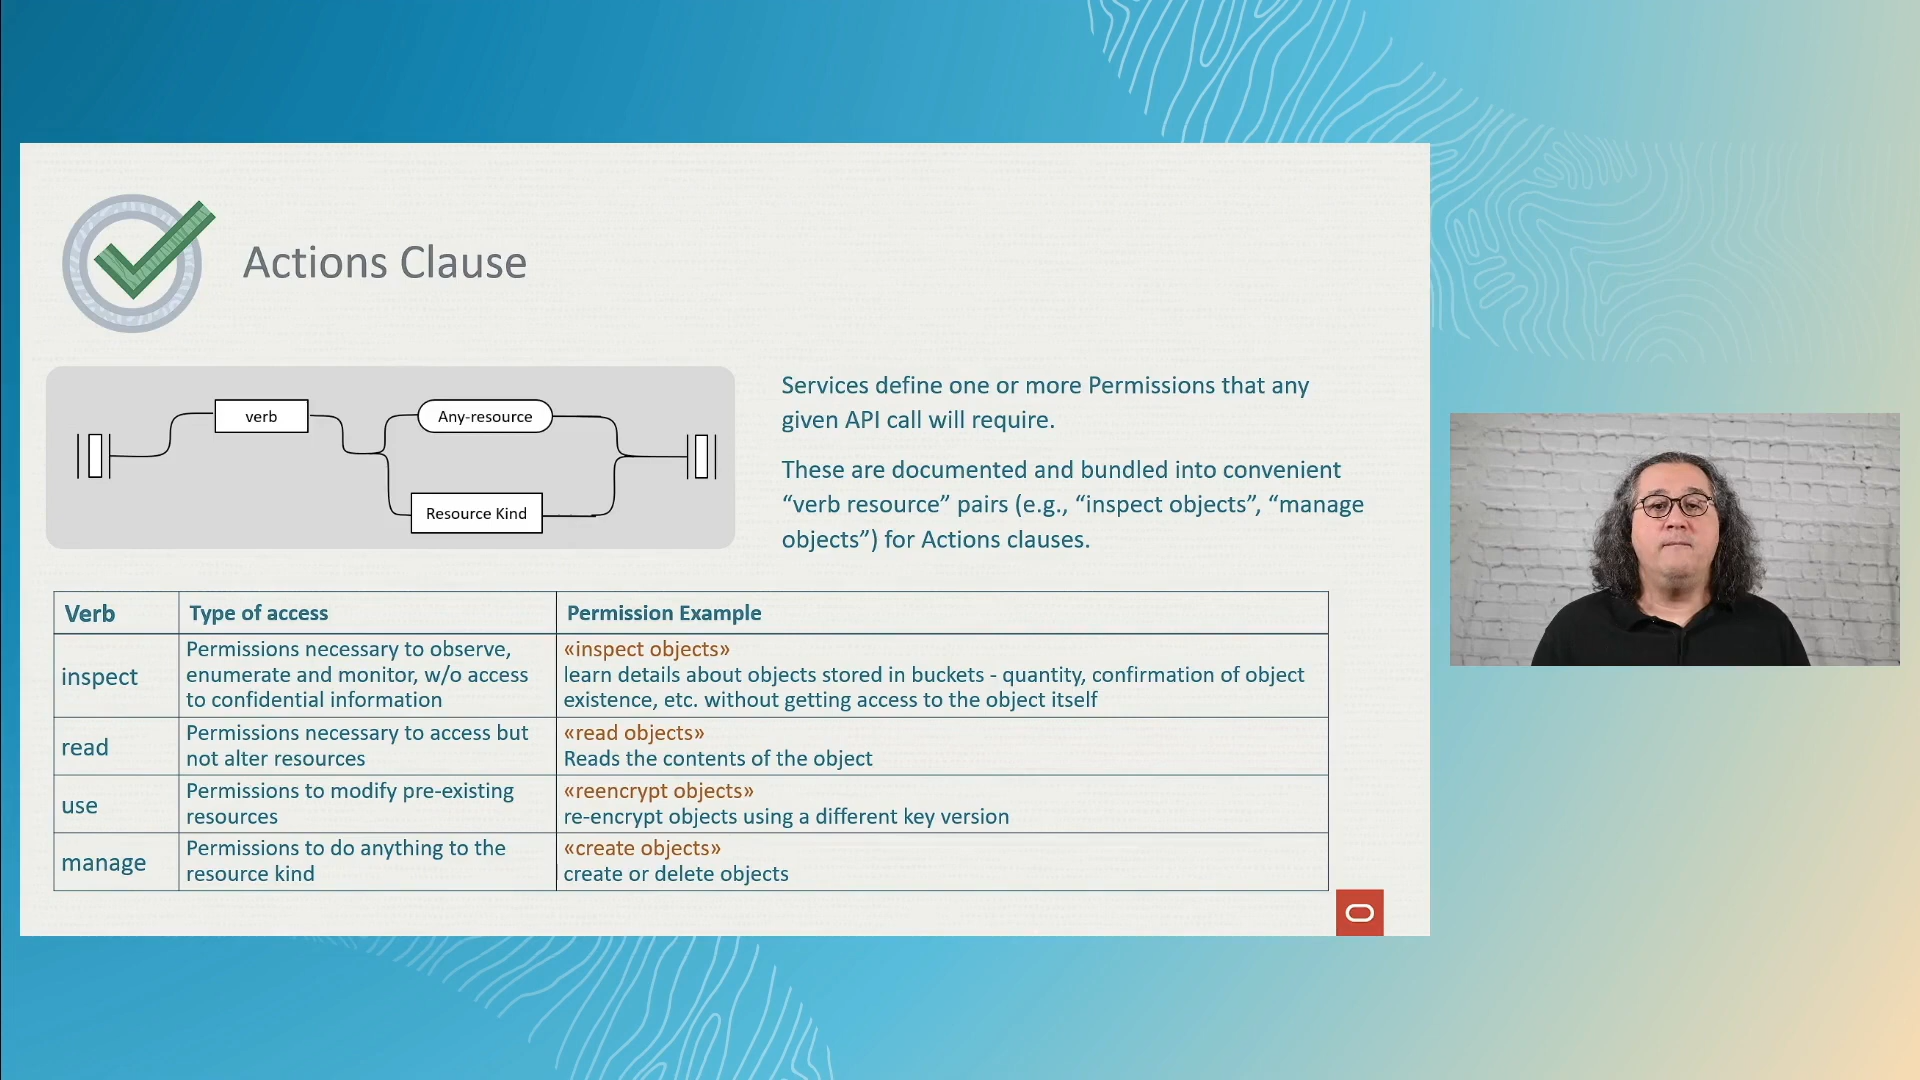 Actions Clause
verb
Any-resource
Resource Kind
Services define one or more Permissions that any
given API call will require.
These are documented and bundled into convenient
“verb resource” pairs (e.g., “inspect objects”, “manage
objects”) for Actions clauses.
Verb
Type of access
Permission Example
inspect
Permissions necessary to observe,
enumerate and monitor, w/o access
to confidential information
«inspect objects»
learn details about objects stored in buckets - quantity, confirmation of object
existence, etc. without getting access to the object itself
read
Permissions necessary to access but
not alter resources
«read objects»
Reads the contents of the object
use
Permissions to modify pre-existing
resources
«reencrypt objects»
re-encrypt objects using a different key version
manage
Permissions to do anything to the
resource kind
«create objects»
create or delete objects